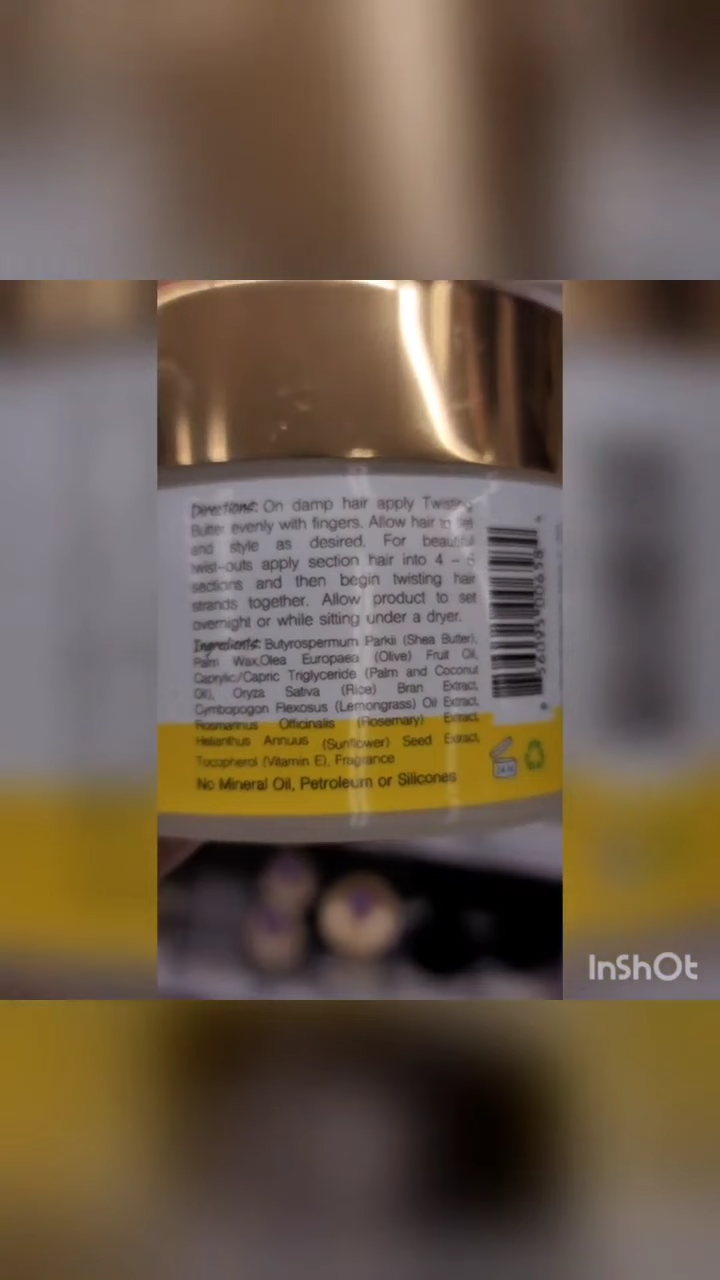 Directions: On damp hair apply Twisting
Butter evenly with fingers. Allow hair to set
and style as desired. For beautiful
twist-outs apply section hair into 4 – 6
sections and then begin twisting hair
strands together. Allow product to set
overnight or while sitting under a dryer.
Ingredients: Butyrospermum Parkii (Shea Butter),
Palm Wax,Olea Europaea (Olive) Fruit Oil,
Caprylic/Capric Triglyceride (Palm and Coconut
Oil), Oryza Sativa (Rice) Bran Extract,
Cymbopogon Flexosus (Lemongrass) Oil Extract,
Rosmarinus Officinalis (Rosemary) Extract,
Helianthus Annuus (Sunflower) Seed Extract,
Tocopherol (Vitamin E), Fragrance
No Mineral Oil, Petroleum or Silicones
InShOt